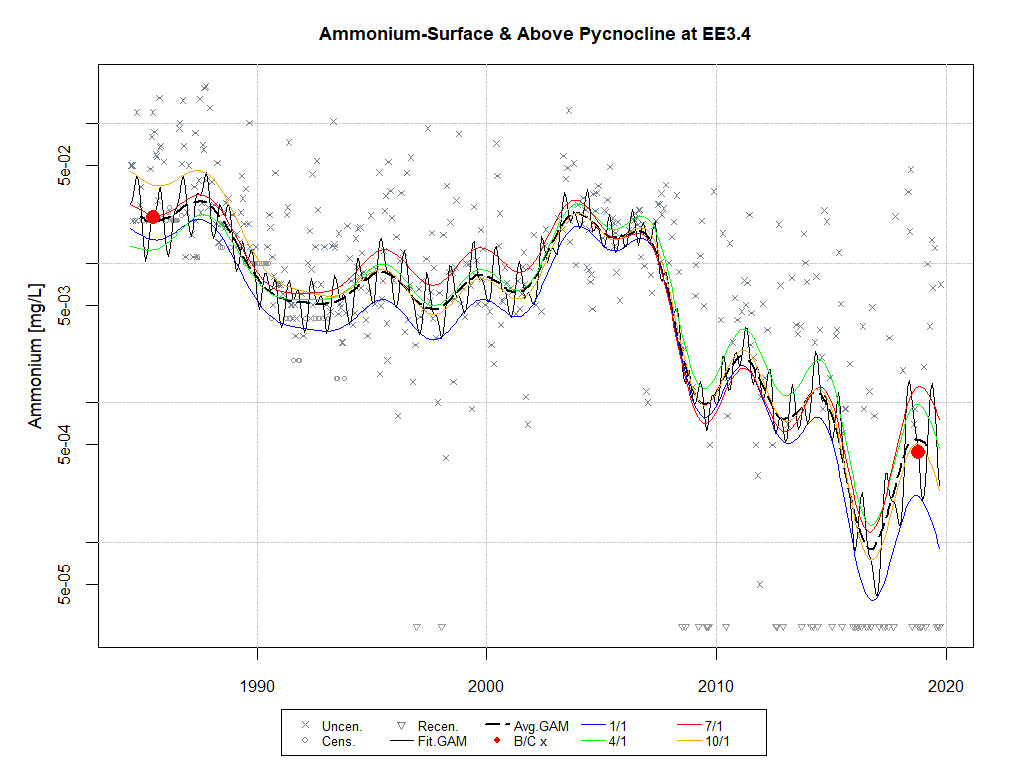 Ammonium-Surface & Above Pycnocline at EE3.4
Ammonium [mg/L]
5e-02
5e-03
5e-04
5e-05
1990 2000 2010 2020
Uncen. Recen. Avg.GAM 1/1 7/1
Cens. Fit.GAM B/C x 4/1 10/1